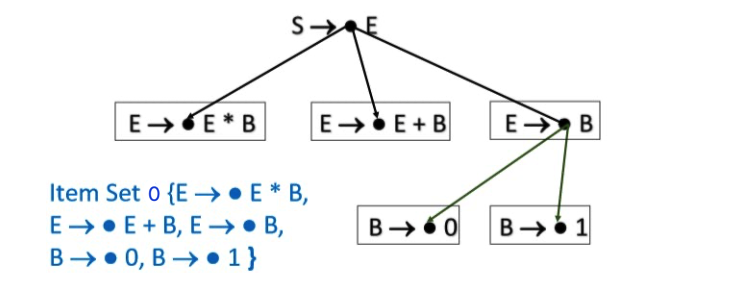 S → • E
E → • E * B
E → • E + B
E → • B
Item Set 0 {E → • E * B,
E → • E + B, E → • B,
B → • 0, B → • 1 }
B → • 0
B → • 1